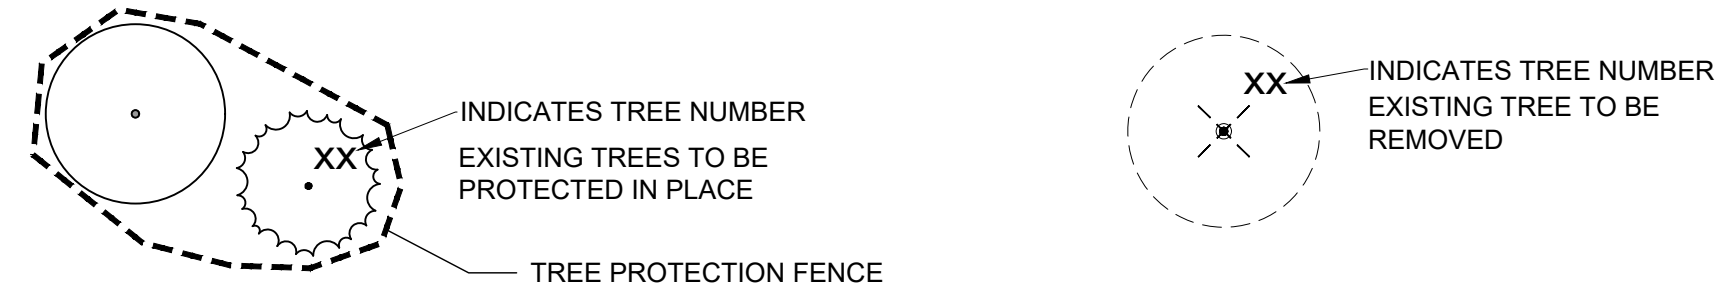 XX
INDICATES TREE NUMBER
EXISTING TREES TO BE
PROTECTED IN PLACE
TREE PROTECTION FENCE
XX
INDICATES TREE NUMBER
EXISTING TREE TO BE
REMOVED